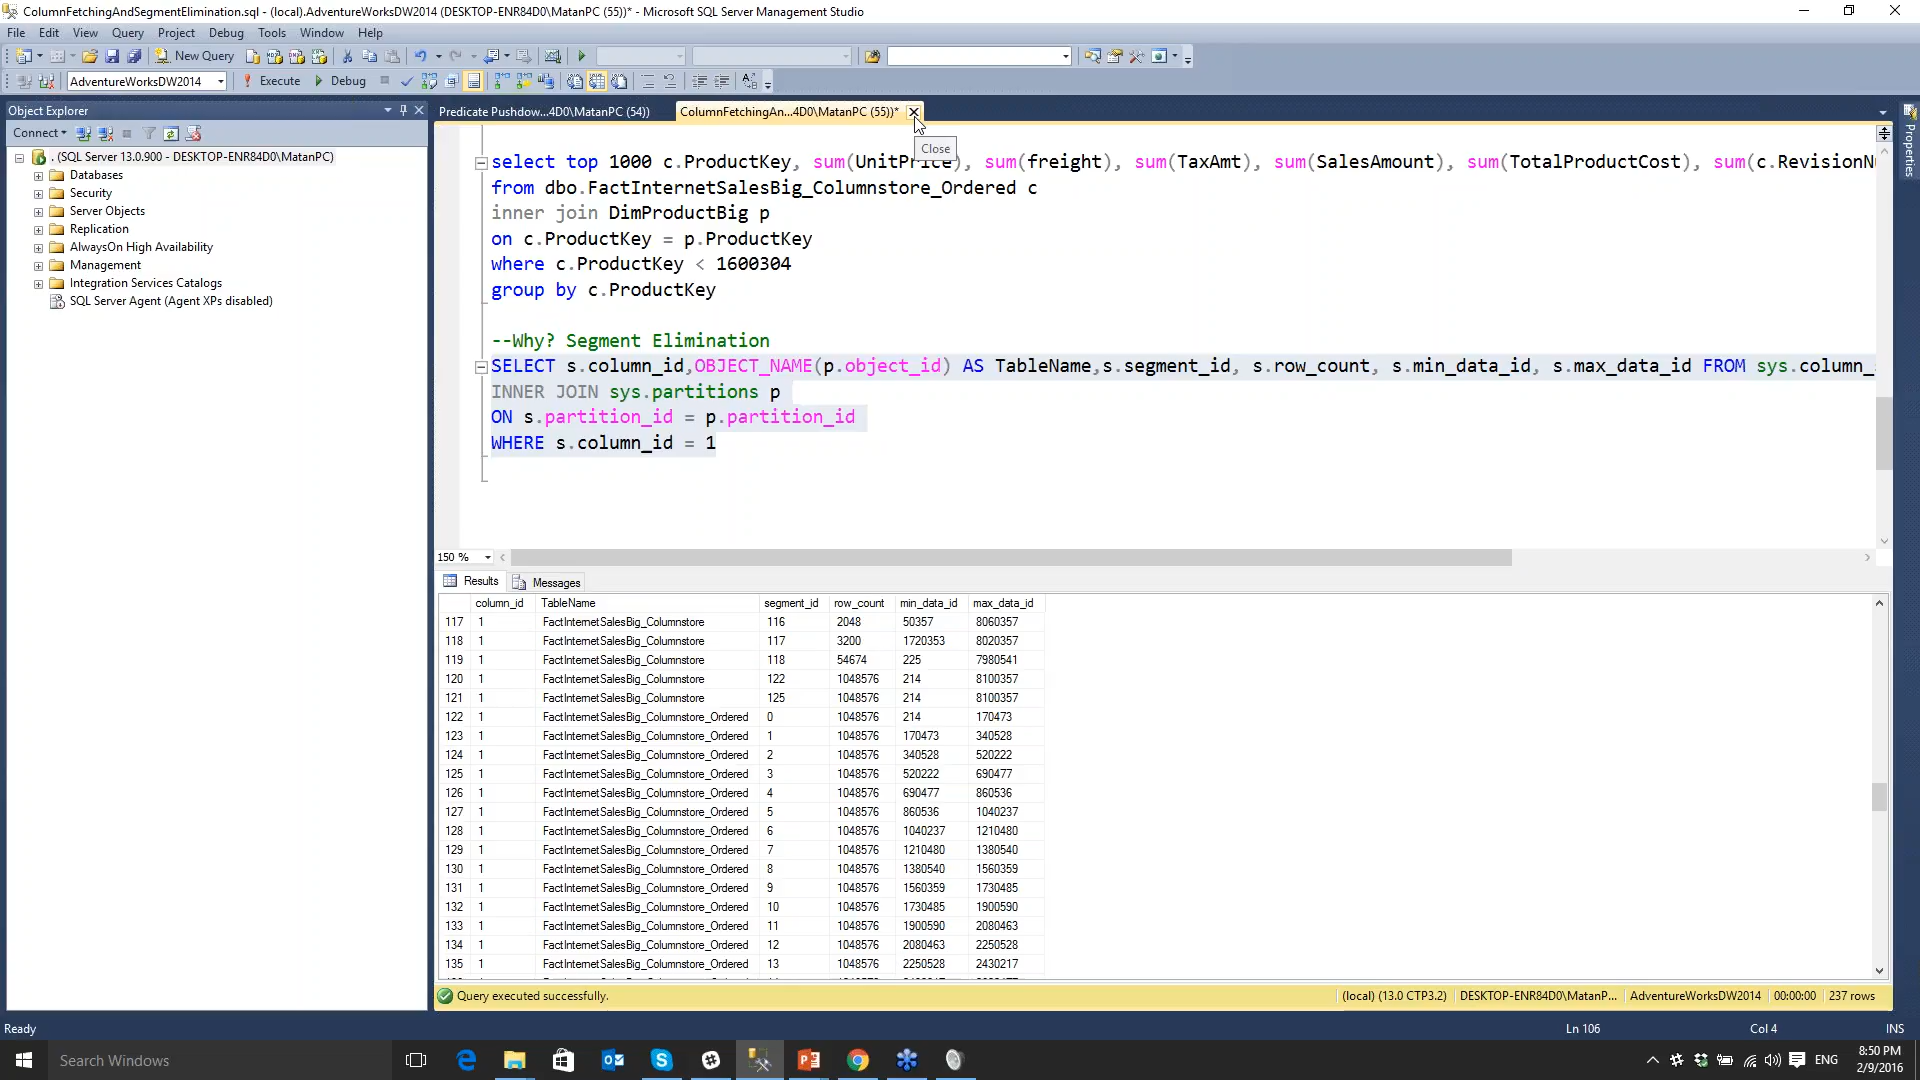 ColumnFetchingAndSegmentElimination.sql - (local).AdventureWorksDW2014 (DESKTOP-ENR84D0\MatanPC (55))* - Microsoft SQL Server Management Studio
File Edit View Query Project Debug Tools Window Help
New Query
AdventureWorksDW2014 Execute Debug
Object Explorer
Connect
. (SQL Server 13.0.900 - DESKTOP-ENR84D0\MatanPC)
Databases
Security
Server Objects
Replication
AlwaysOn High Availability
Management
Integration Services Catalogs
SQL Server Agent (Agent XPs disabled)
Predicate Pushdow...4D0\MatanPC (54)) ColumnFetchingAn...4D0\MatanPC (55))*
Close
Properties
select top 1000 c.ProductKey, sum(UnitPrice), sum(freight), sum(TaxAmt), sum(SalesAmount), sum(TotalProductCost), sum(c.RevisionNu
from dbo.FactInternetSalesBig_Columnstore_Ordered c
inner join DimProductBig p
on c.ProductKey = p.ProductKey
where c.ProductKey < 1600304
group by c.ProductKey
--Why? Segment Elimination
SELECT s.column_id,OBJECT_NAME(p.object_id) AS TableName,s.segment_id, s.row_count, s.min_data_id, s.max_data_id FROM sys.column_
INNER JOIN sys.partitions p
ON s.partition_id = p.partition_id
WHERE s.column_id = 1
150 %
Results Messages
column_id TableName segment_id row_count min_data_id max_data_id
117 1 FactInternetSalesBig_Columnstore 116 2048 50357 8060357
118 1 FactInternetSalesBig_Columnstore 117 3200 1720353 8020357
119 1 FactInternetSalesBig_Columnstore 118 54674 225 7980541
120 1 FactInternetSalesBig_Columnstore 122 1048576 214 8100357
121 1 FactInternetSalesBig_Columnstore 125 1048576 214 8100357
122 1 FactInternetSalesBig_Columnstore_Ordered 0 1048576 214 170473
123 1 FactInternetSalesBig_Columnstore_Ordered 1 1048576 170473 340528
124 1 FactInternetSalesBig_Columnstore_Ordered 2 1048576 340528 520222
125 1 FactInternetSalesBig_Columnstore_Ordered 3 1048576 520222 690477
126 1 FactInternetSalesBig_Columnstore_Ordered 4 1048576 690477 860536
127 1 FactInternetSalesBig_Columnstore_Ordered 5 1048576 860536 1040237
128 1 FactInternetSalesBig_Columnstore_Ordered 6 1048576 1040237 1210480
129 1 FactInternetSalesBig_Columnstore_Ordered 7 1048576 1210480 1380540
130 1 FactInternetSalesBig_Columnstore_Ordered 8 1048576 1380540 1560359
131 1 FactInternetSalesBig_Columnstore_Ordered 9 1048576 1560359 1730485
132 1 FactInternetSalesBig_Columnstore_Ordered 10 1048576 1730485 1900590
133 1 FactInternetSalesBig_Columnstore_Ordered 11 1048576 1900590 2080463
134 1 FactInternetSalesBig_Columnstore_Ordered 12 1048576 2080463 2250528
135 1 FactInternetSalesBig_Columnstore_Ordered 13 1048576 2250528 2430217
Query executed successfully. (local) (13.0 CTP3.2) DESKTOP-ENR84D0\MatanP... AdventureWorksDW2014 00:00:00 237 rows
Ready Ln 106 Col 4 INS
Search Windows ENG 8:50 PM
2/9/2016